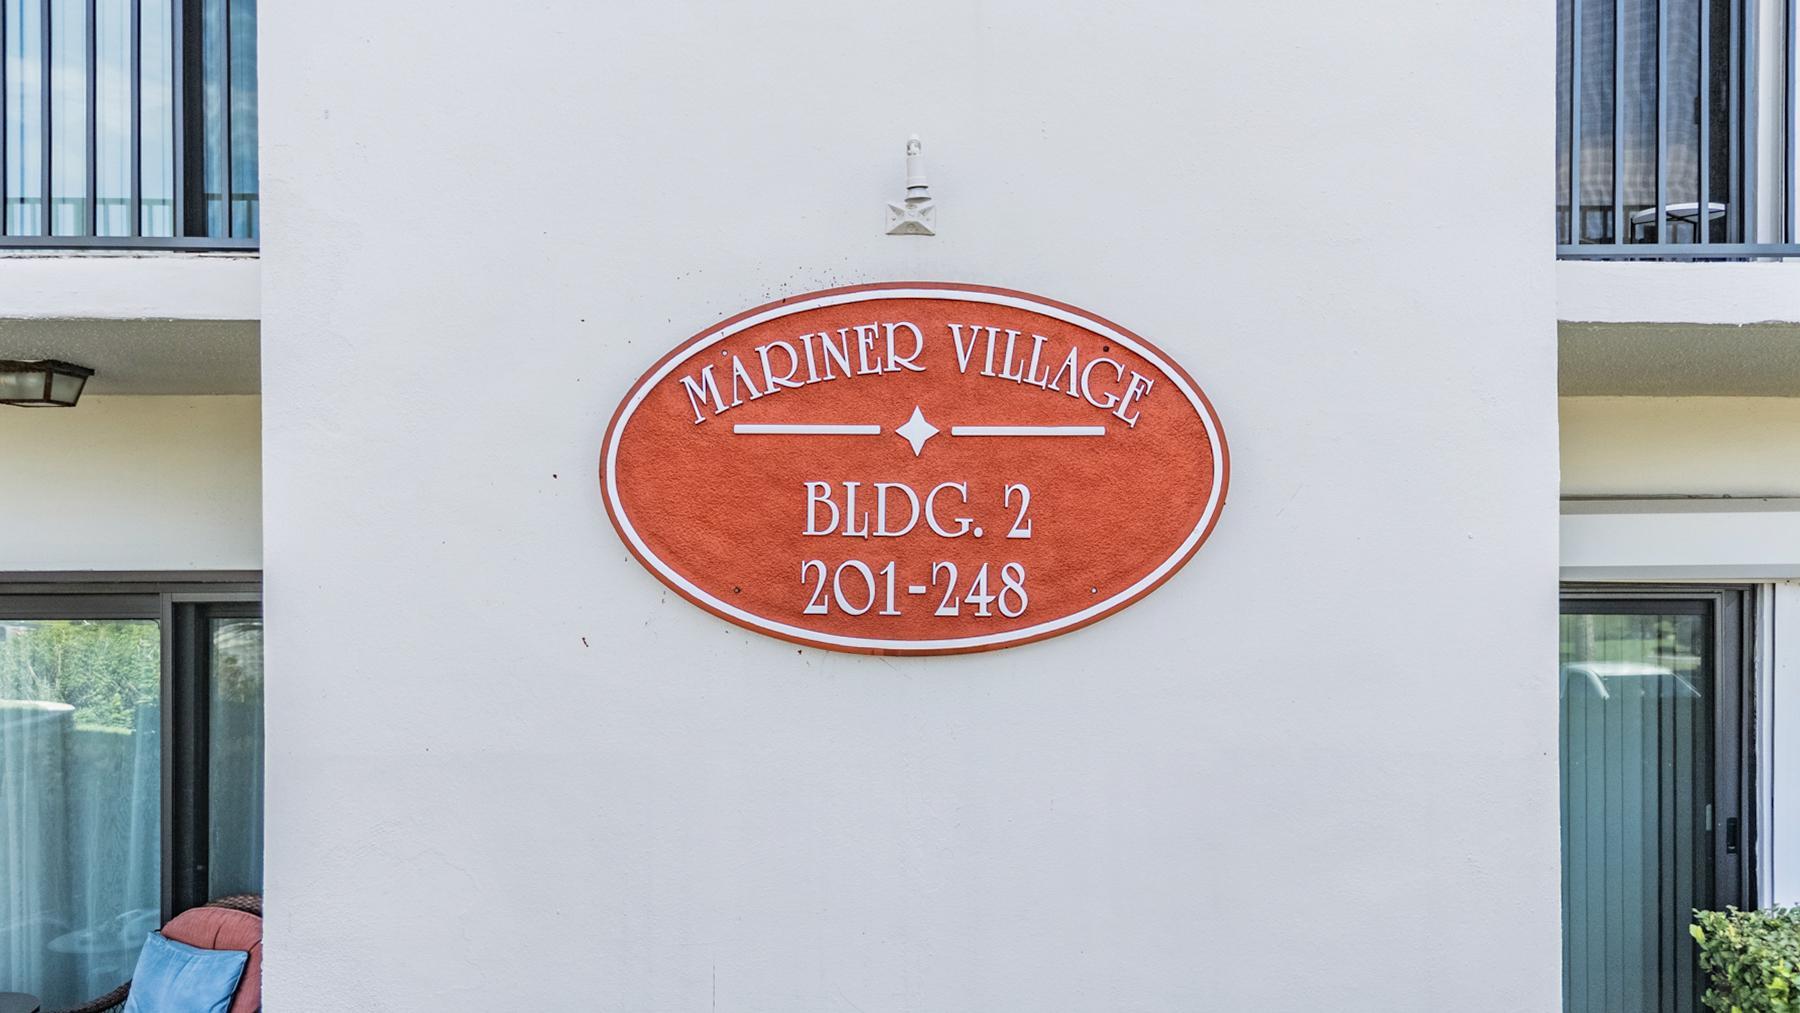 MARINER VILLAGE
BLDG. 2
201-248